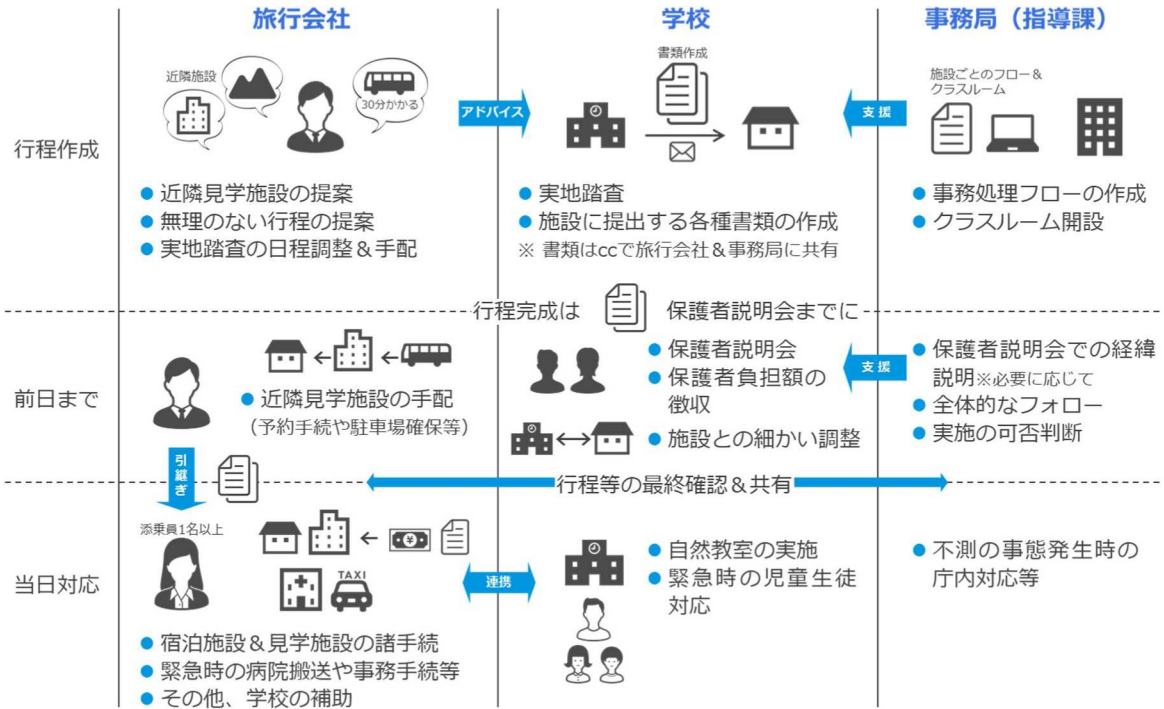 旅行会社
学校
事務局（指導課）
行程作成
近隣施設
30分かかる
アドバイス
書類作成
支援
施設ごとのフロー＆
クラスルーム
● 近隣見学施設の提案
● 無理のない行程の提案
● 実地踏査の日程調整＆手配
● 実地踏査
● 施設に提出する各種書類の作成
※ 書類はccで旅行会社＆事務局に共有
● 事務処理フローの作成
● クラスルーム開設
行程完成は 保護者説明会までに
前日まで
● 近隣見学施設の手配
（予約手続や駐車場確保等）
● 保護者説明会
● 保護者負担額の
徴収
● 施設との細かい調整
支援
● 保護者説明会での経緯
説明※必要に応じて
● 全体的なフォロー
● 実施の可否判断
引継ぎ
行程等の最終確認＆共有
当日対応
添乗員1名以上
¥
TAXI
連携
● 宿泊施設＆見学施設の諸手続
● 緊急時の病院搬送や事務手続等
● その他、学校の補助
● 自然教室の実施
● 緊急時の児童生徒
対応
● 不測の事態発生時の
庁内対応等